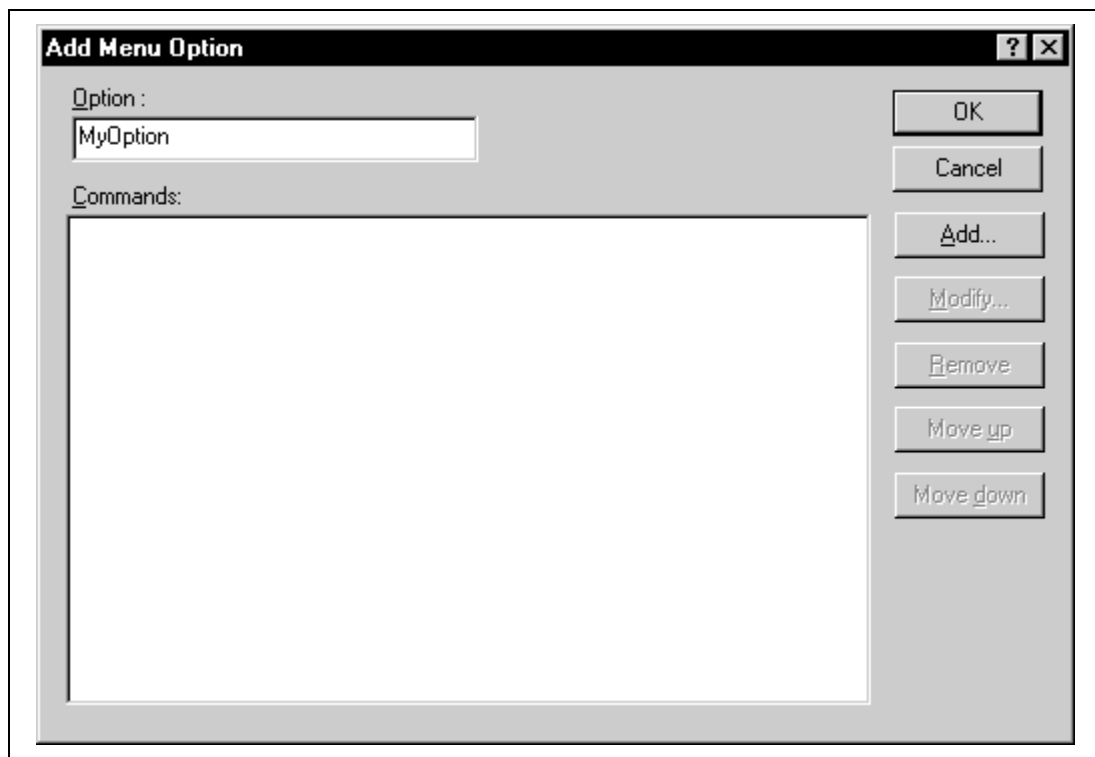 Add Menu Option
Option :
MyOption
Commands:
OK
Cancel
Add...
Modify...
Remove
Move up
Move down